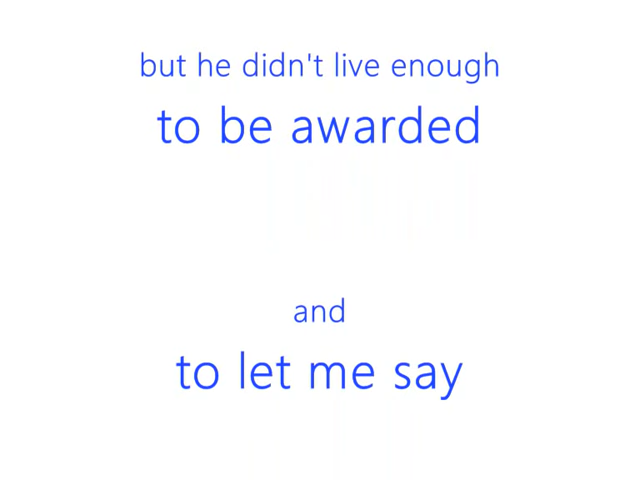 but he didn't live enough
to be awarded
and
to let me say